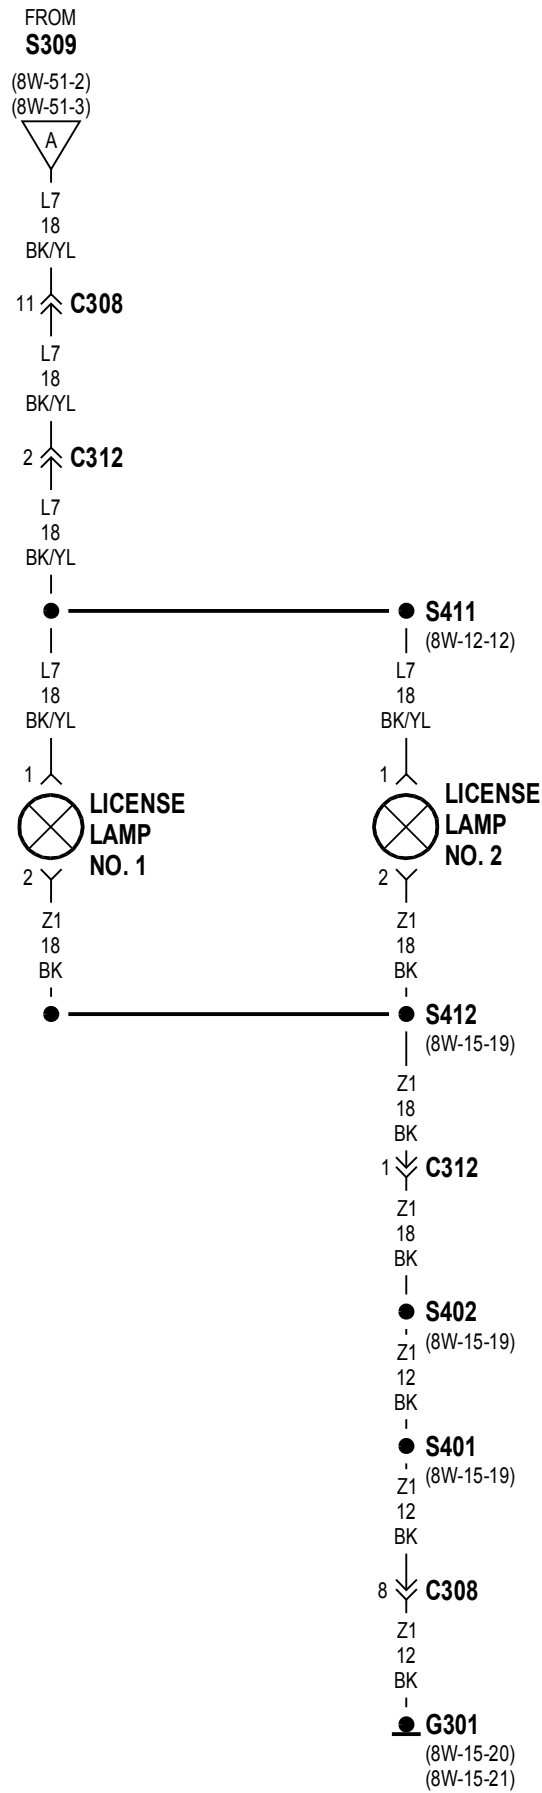 FROM
S309
(8W-51-2)
(8W-51-3)
A
L7
18
BK/YL
11 C308
L7
18
BK/YL
2 C312
L7
18
BK/YL
S411
(8W-12-12)
L7
18
BK/YL
1
LICENSE
LAMP
NO. 1
2
Z1
18
BK
L7
18
BK/YL
1
LICENSE
LAMP
NO. 2
2
Z1
18
BK
S412
(8W-15-19)
Z1
18
BK
1 C312
Z1
18
BK
S402
(8W-15-19)
Z1
12
BK
S401
(8W-15-19)
Z1
12
BK
8 C308
Z1
12
BK
G301
(8W-15-20)
(8W-15-21)